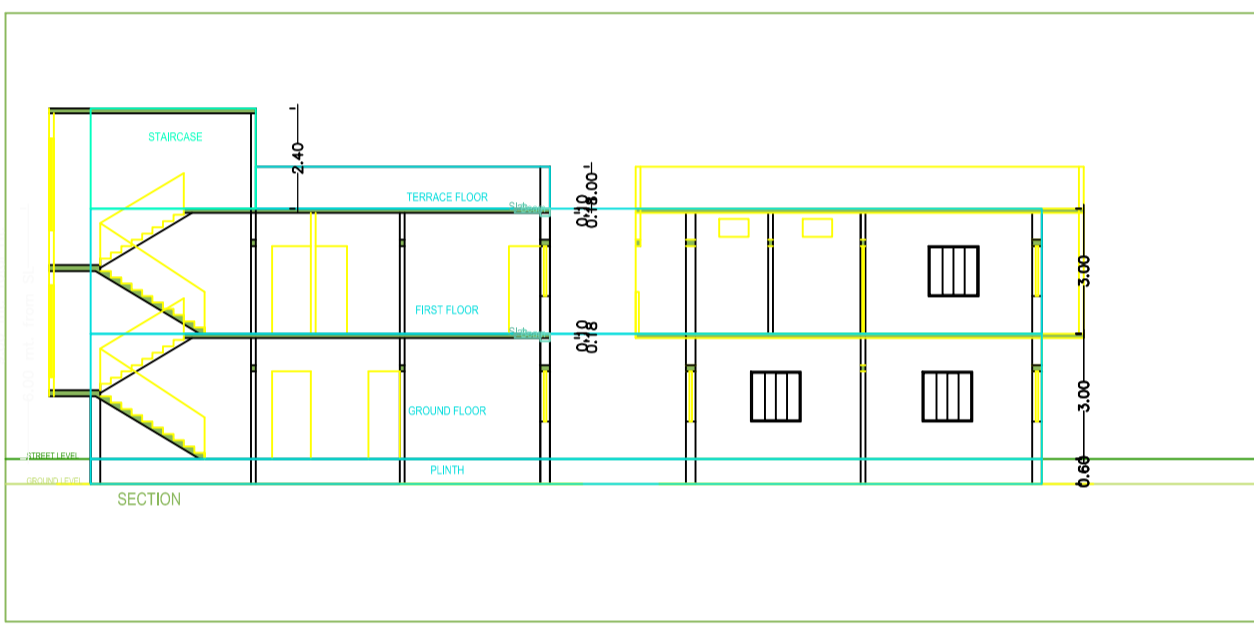 STAIRCASE
2.40
TERRACE FLOOR
Slab
3.00
FIRST FLOOR
Slab
0.18
3.00
GROUND FLOOR
STREET LEVEL
PLINTH
0.60
GROUND LEVEL
SECTION